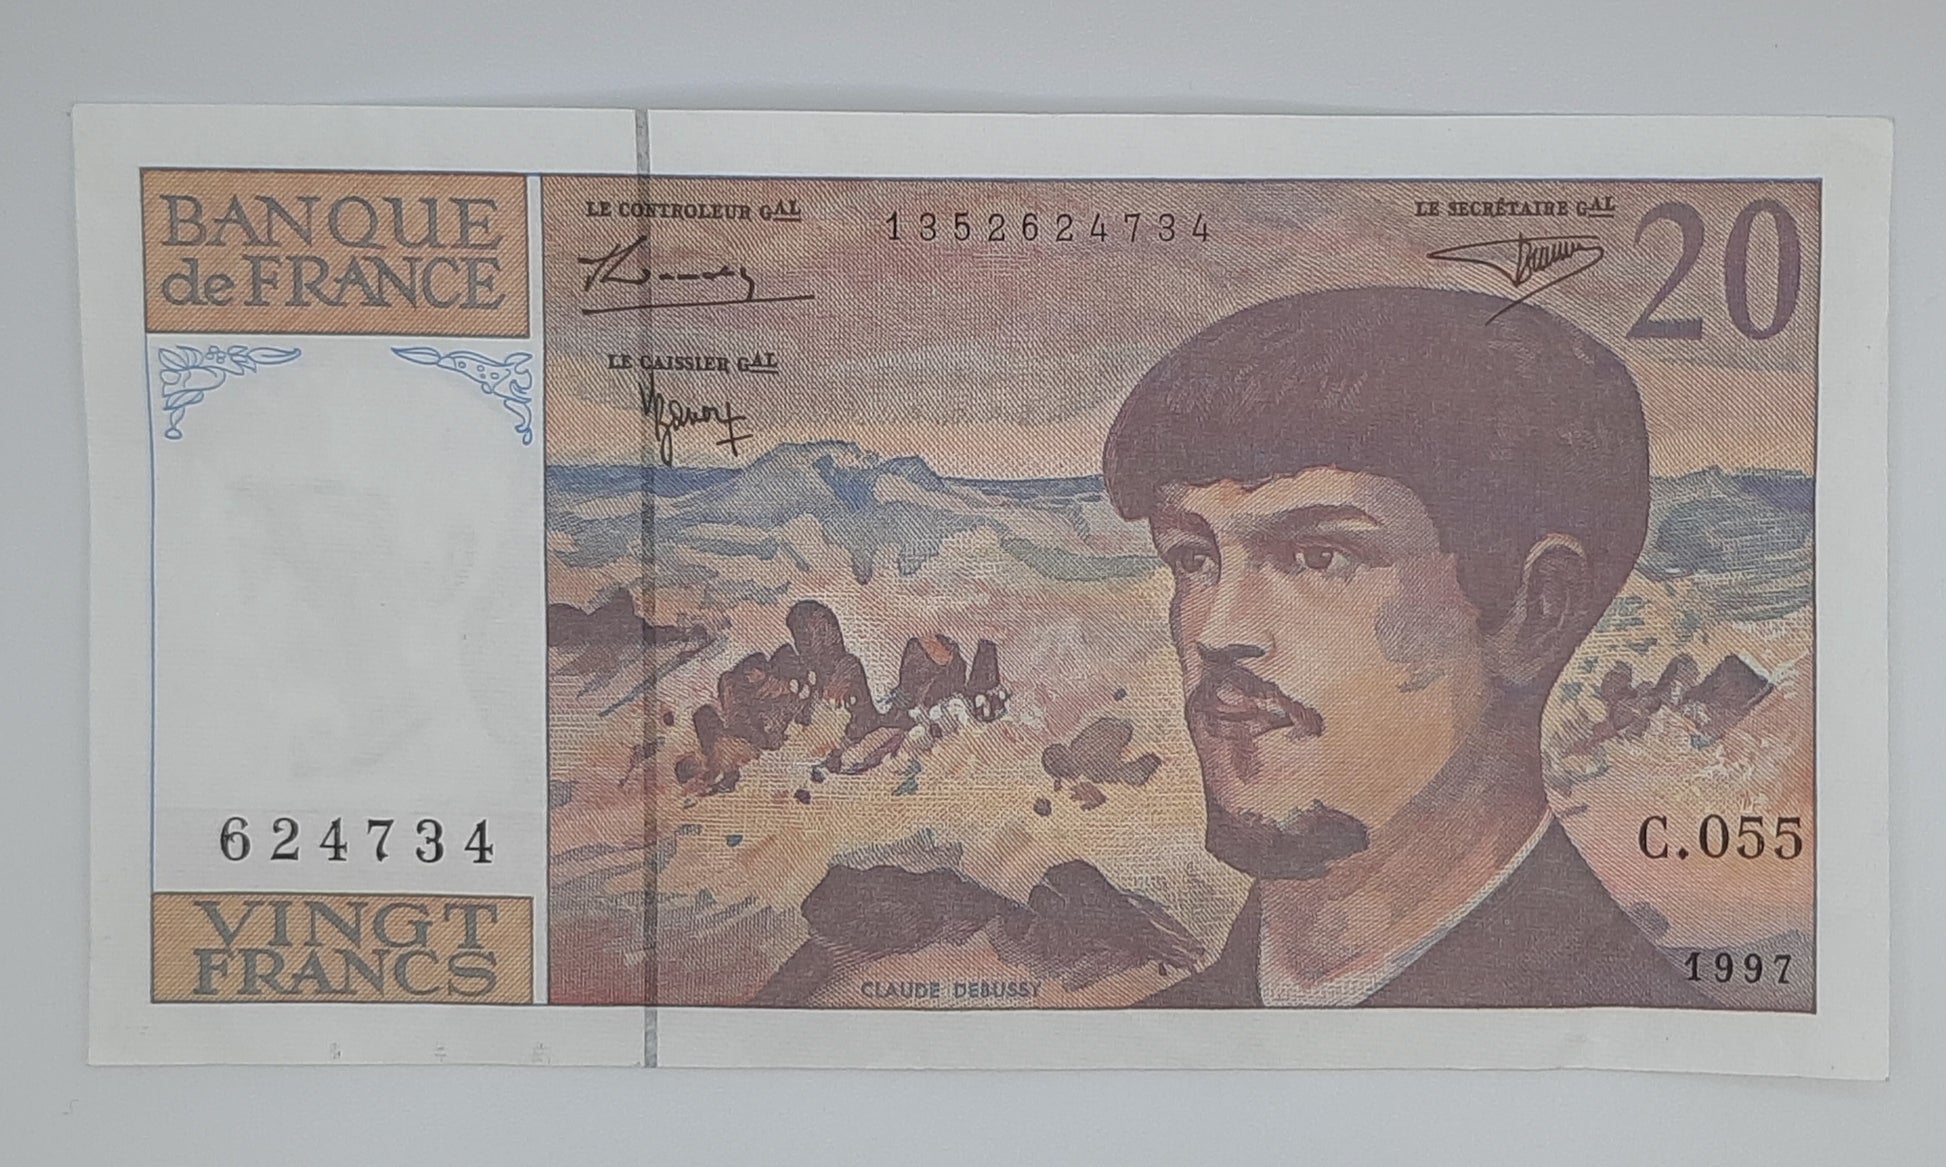 BANQUE
de FRANCE
LE CONTROLEUR GAL
1352624734
LE SECRÉTAIRE GAL
20
LE CAISSIER GAL
624734
C.055
VINGT
FRANCS
1997
CLAUDE DEBUSSY